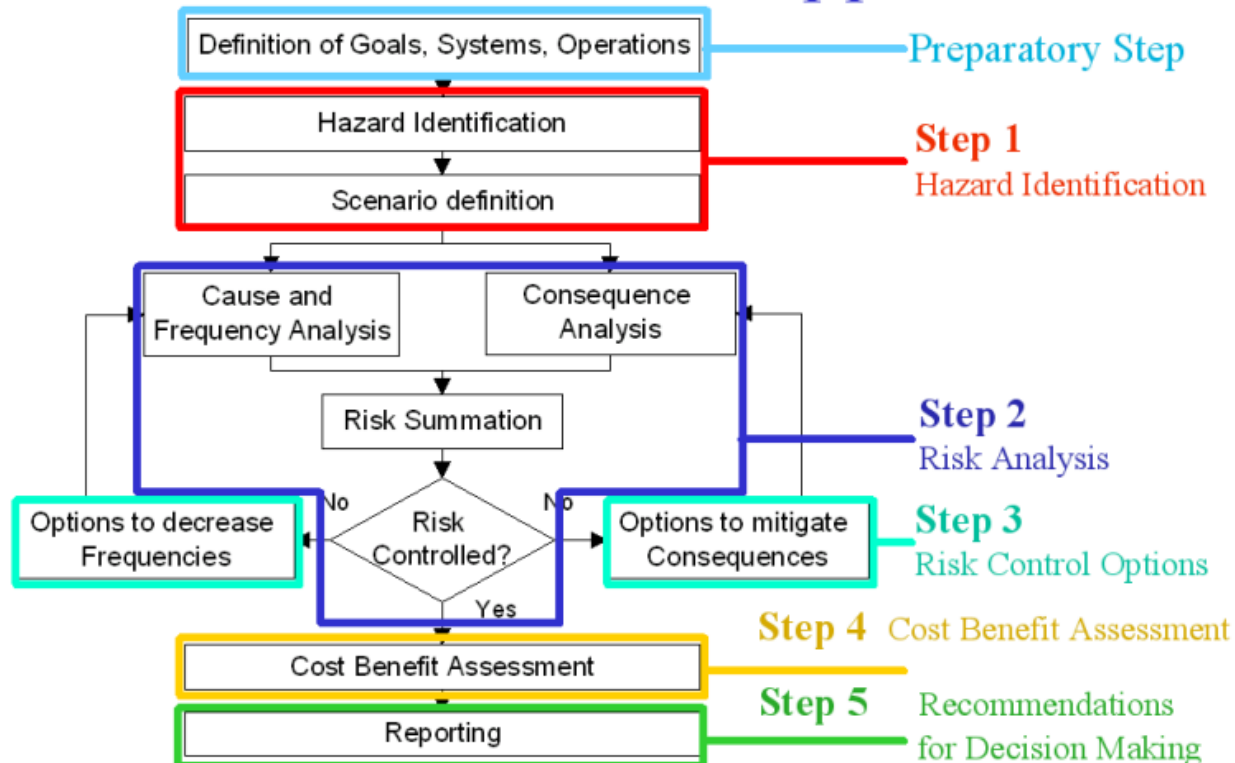 Definition of Goals, Systems, Operations
Preparatory Step
Hazard Identification
Scenario definition
Step 1
Hazard Identification
Cause and
Frequency Analysis
Consequence
Analysis
Risk Summation
Step 2
Risk Analysis
No
No
Options to decrease
Frequencies
Risk
Controlled?
Options to mitigate
Consequences
Step 3
Risk Control Options
Yes
Step 4 Cost Benefit Assessment
Cost Benefit Assessment
Step 5 Recommendations
for Decision Making
Reporting